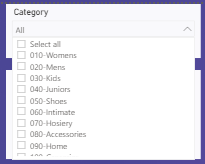 Category
All
Select all
010-Womens
020-Mens
030-Kids
040-Juniors
050-Shoes
060-Intimate
070-Hosiery
080-Accessories
090-Home